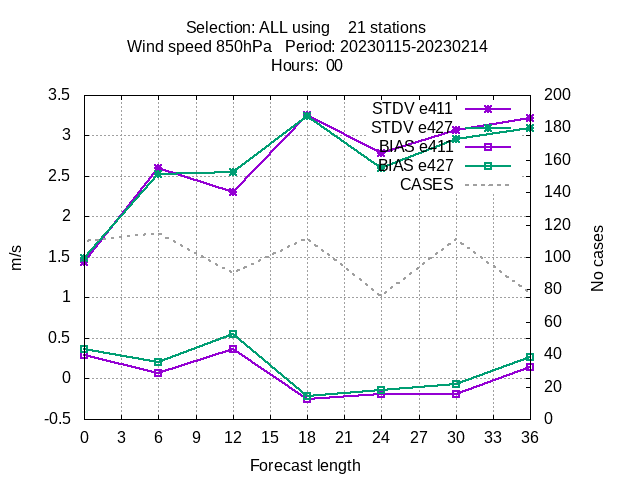 Selection: ALL using 21 stations
Wind speed 850hPa Period: 20230115-20230214
Hours: 00
3.5
3
2.5
2
1.5
1
0.5
0
-0.5
m/s
200
180
160
140
120
100
80
60
40
20
0
No cases
STDV e411
STDV e427
BIAS e411
BIAS e427
CASES
0 3 6 9 12 15 18 21 24 27 30 33 36
Forecast length